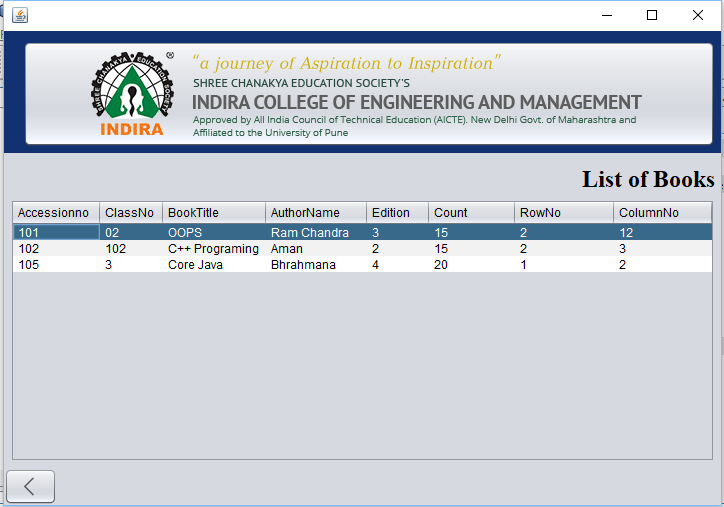 "a journey of Aspiration to Inspiration"
SHREE CHANAKYA EDUCATION SOCIETY
®
INDIRA
SHREE CHANAKYA EDUCATION SOCIETY'S
INDIRA COLLEGE OF ENGINEERING AND MANAGEMENT
Approved by All India Council of Technical Education (AICTE). New Delhi Govt. of Maharashtra and
Affiliated to the University of Pune
List of Books
Accessionno ClassNo BookTitle AuthorName Edition Count RowNo ColumnNo
101 02 OOPS Ram Chandra 3 15 2 12
102 102 C++ Programing Aman 2 15 2 3
105 3 Core Java Bhrahmana 4 20 1 2